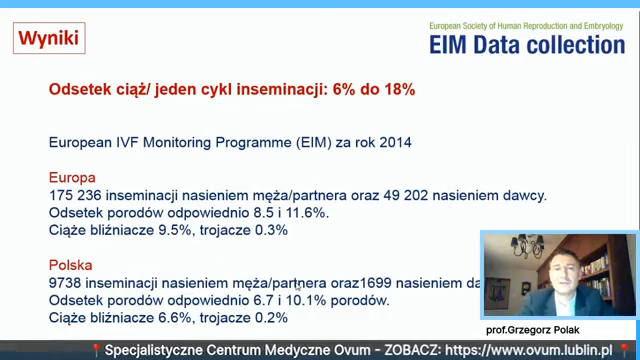 Wyniki
European Society of Human Reproduction and Embryology
EIM Data collection
Odsetek ciąż/ jeden cykl inseminacji: 6% do 18%
European IVF Monitoring Programme (EIM) za rok 2014
Europa
175 236 inseminacji nasieniem męża/partnera oraz 49 202 nasieniem dawcy.
Odsetek porodów odpowiednio 8.5 i 11.6%.
Ciąże bliźniacze 9.5%, trojacze 0.3%
Polska
9738 inseminacji nasieniem męża/partnera oraz1699 nasieniem
Odsetek porodów odpowiednio 6.7 i 10.1% porodów.
Ciąże bliźniacze 6.6%, trojacze 0.2%
prof.Grzegorz Polak
Specjalistyczne Centrum Medyczne Ovum - ZOBACZ: https://www.ovum.lublin.pl